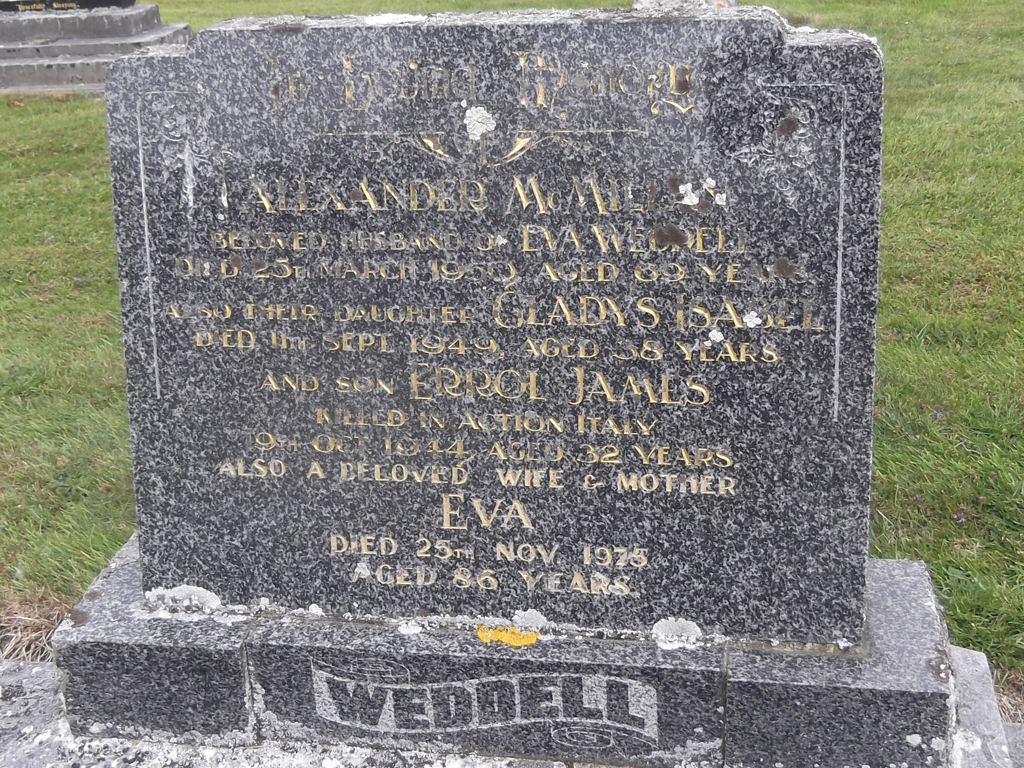 In Loving Memory
ALEXANDER McMILLAN
BELOVED HUSBAND OF EVA WEDDELL
DIED 25TH MARCH 1950, AGED 69 YEARS
ALSO THEIR DAUGHTER GLADYS ISABEL
DIED 11TH SEPT. 1949, AGED 38 YEARS
AND SON ERROL JAMES
KILLED IN ACTION ITALY
19TH OCT. 1944 AGED 32 YEARS
ALSO A BELOVED WIFE & MOTHER
EVA
DIED 25TH NOV 1975
AGED 86 YEARS
WEDDELL